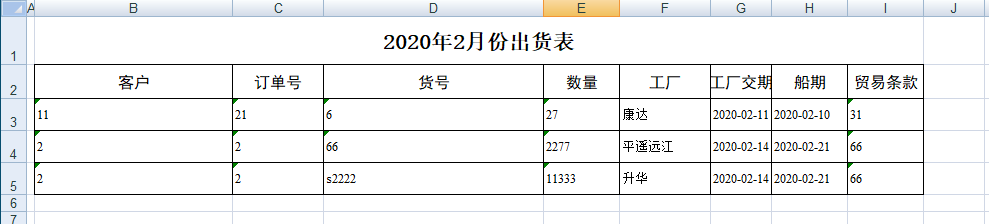 A B C D E F G H I J
1 2020年2月份出货表
2 客户 订单号 货号 数量 工厂 工厂交期 船期 贸易条款
3 11 21 6 27 康达 2020-02-11 2020-02-10 31
4 2 2 66 2277 平遥远江 2020-02-14 2020-02-21 66
5 2 2 s2222 11333 升华 2020-02-14 2020-02-21 66
6
7